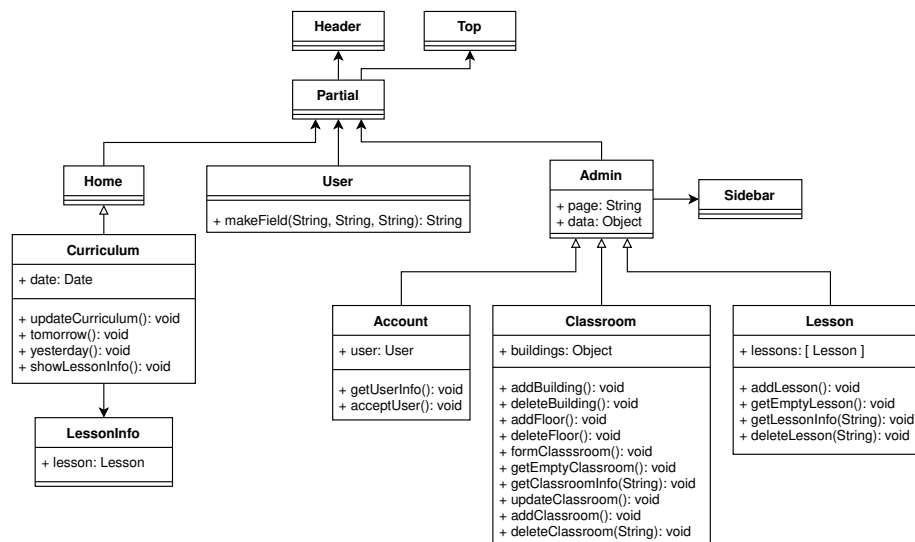 Header
Top
Partial
Home
User
+ makeField(String, String, String): String
Admin
+ page: String
+ data: Object
Sidebar
Curriculum
+ date: Date
+ updateCurriculum(): void
+ tomorrow(): void
+ yesterday(): void
+ showLessonInfo(): void
LessonInfo
+ lesson: Lesson
Account
+ user: User
+ getUserInfo(): void
+ acceptUser(): void
Classroom
+ buildings: Object
+ addBuilding(): void
+ deleteBuilding(): void
+ addFloor(): void
+ deleteFloor(): void
+ formClasssroom(): void
+ getEmptyClassroom(): void
+ getClassroomInfo(String): void
+ updateClassroom(): void
+ addClassroom(): void
+ deleteClassroom(String): void
Lesson
+ lessons: [ Lesson ]
+ addLesson(): void
+ getEmptyLesson(): void
+ getLessonInfo(String): void
+ deleteLesson(String): void